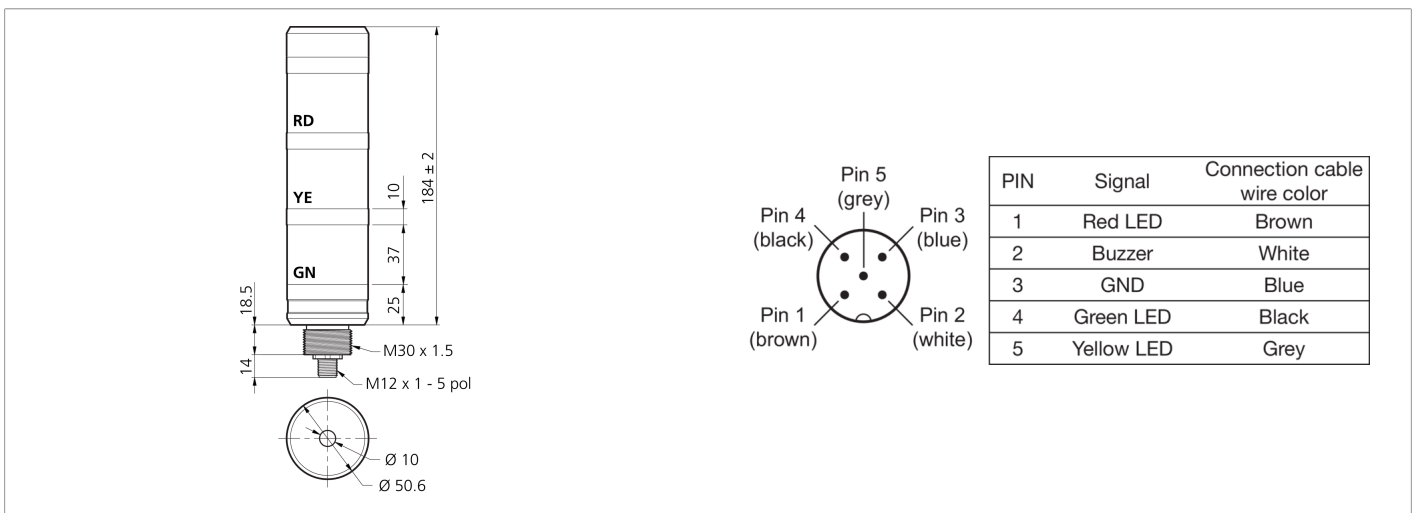 RD
YE
GN
184 ± 2
10
37
25
18.5
14
M30 x 1.5
M12 x 1 - 5 pol
Ø 10
Ø 50.6
Pin 5
(grey)
Pin 4
(black)
Pin 3
(blue)
Pin 1
(brown)
Pin 2
(white)
PIN Signal Connection cable
wire color
1 Red LED Brown
2 Buzzer White
3 GND Blue
4 Green LED Black
5 Yellow LED Grey